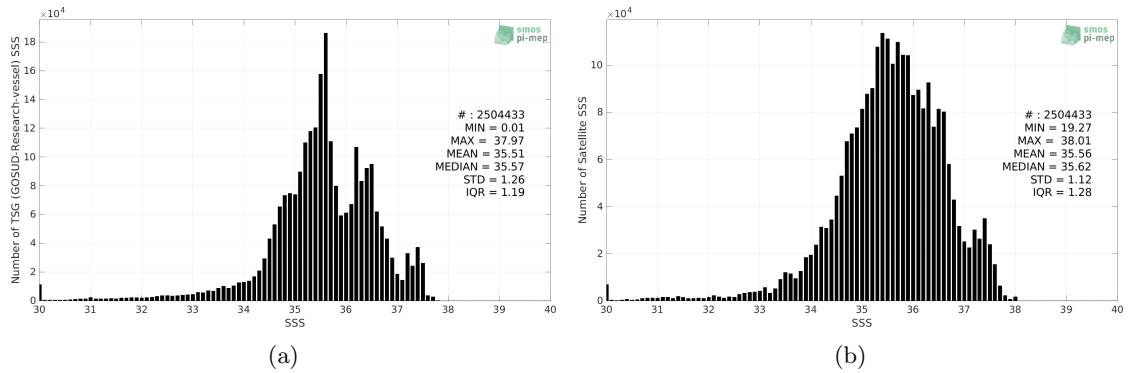 ×10⁴
18
16
14
12
10
8
6
4
2
0
30 31 32 33 34 35 36 37 38 39 40
SSS
Number of TSG (GOSUD-Research-vessel) SSS
smos
pi-mep
# : 2504433
MIN = 0.01
MAX = 37.97
MEAN = 35.51
MEDIAN = 35.57
STD = 1.26
IQR = 1.19
(a)
×10⁴
10
8
6
4
2
0
30 31 32 33 34 35 36 37 38 39 40
SSS
Number of Satellite SSS
smos
pi-mep
# : 2504433
MIN = 19.27
MAX = 38.01
MEAN = 35.56
MEDIAN = 35.62
STD = 1.12
IQR = 1.28
(b)